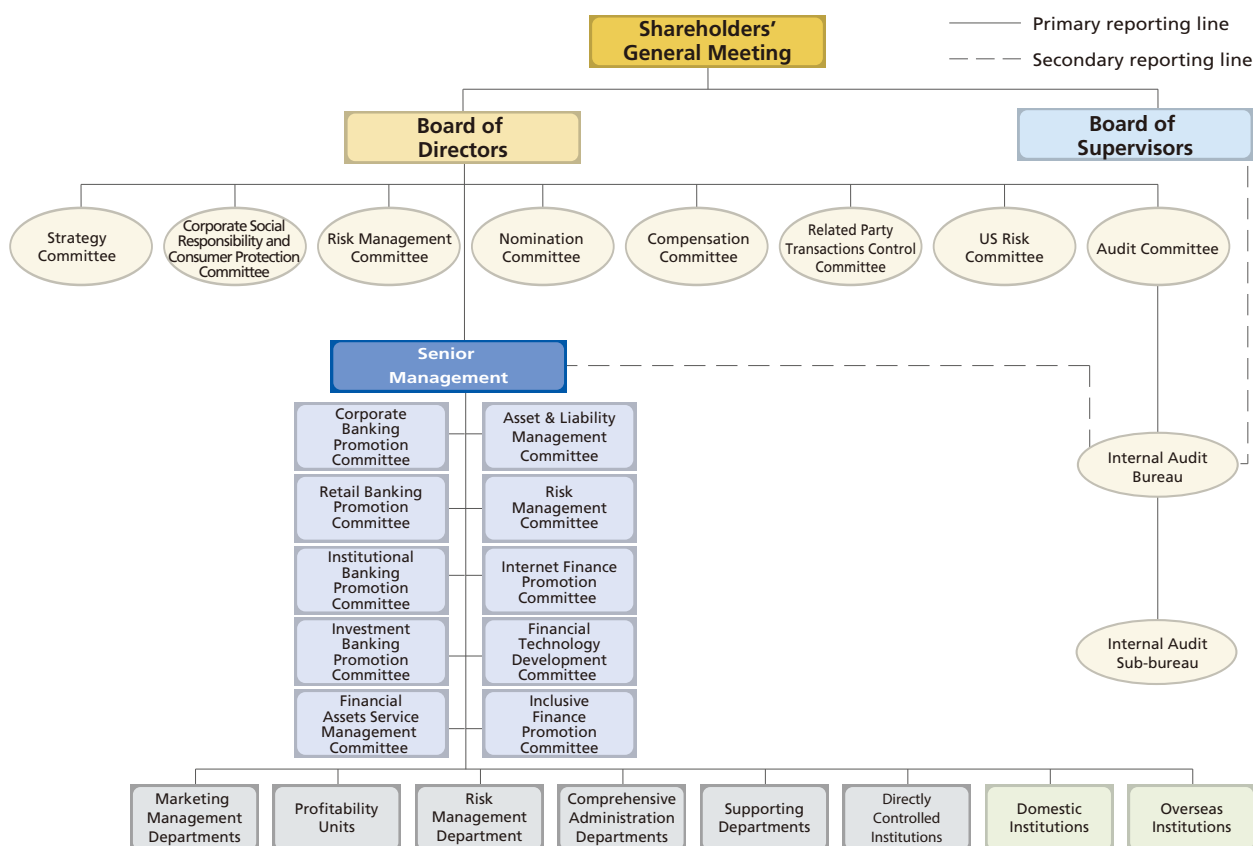 Shareholders'
General Meeting
Primary reporting line
Secondary reporting line
Board of
Directors
Board of
Supervisors
Strategy
Committee
Corporate Social
Responsibility and
Consumer Protection
Committee
Risk Management
Committee
Nomination
Committee
Compensation
Committee
Related Party
Transactions Control
Committee
US Risk
Committee
Audit Committee
Senior
Management
Corporate
Banking
Promotion
Committee
Asset & Liability
Management
Committee
Retail Banking
Promotion
Committee
Risk
Management
Committee
Institutional
Banking
Promotion
Committee
Internet Finance
Promotion
Committee
Investment
Banking
Promotion
Committee
Financial
Technology
Development
Committee
Financial
Assets Service
Management
Committee
Inclusive
Finance
Promotion
Committee
Internal Audit
Bureau
Internal Audit
Sub-bureau
Marketing
Management
Departments
Profitability
Units
Risk
Management
Department
Comprehensive
Administration
Departments
Supporting
Departments
Directly
Controlled
Institutions
Domestic
Institutions
Overseas
Institutions